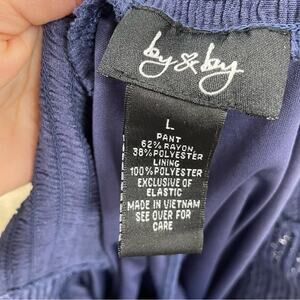 by & by
L
PANT
62% RAYON
38% POLYESTER
LINING
100% POLYESTER
EXCLUSIVE OF
ELASTIC
MADE IN VIETNAM
SEE OVER FOR
CARE